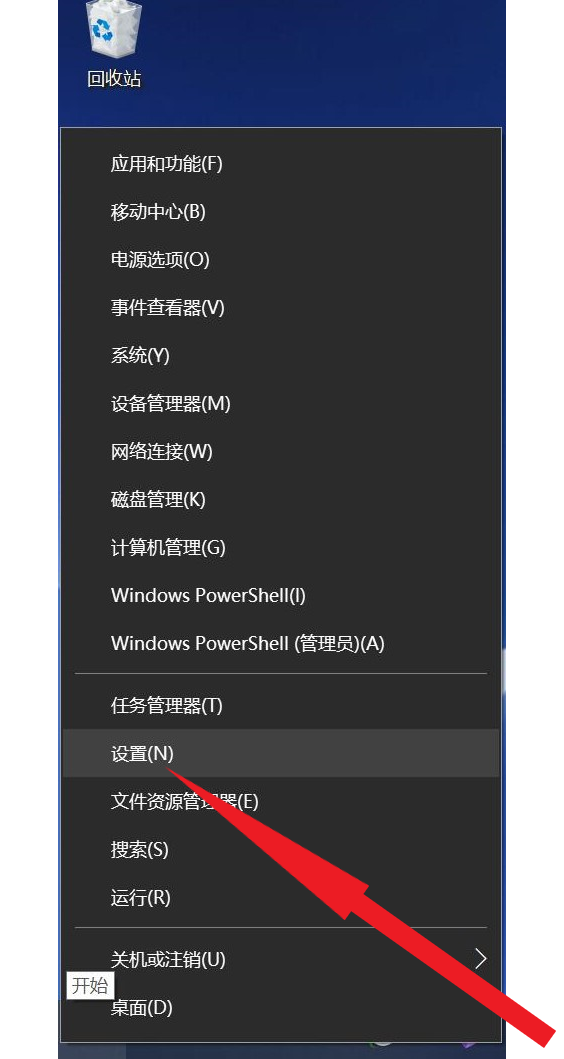 回收站
应用和功能(F)
移动中心(B)
电源选项(O)
事件查看器(V)
系统(Y)
设备管理器(M)
网络连接(W)
磁盘管理(K)
计算机管理(G)
Windows PowerShell(I)
Windows PowerShell (管理员)(A)
任务管理器(T)
设置(N)
文件资源管理器(E)
搜索(S)
运行(R)
关机或注销(U)
开始
桌面(D)